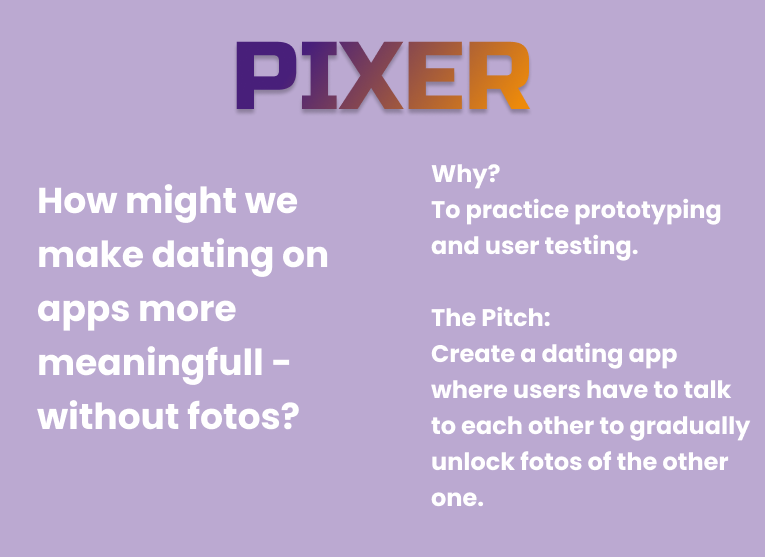 PIXER
How might we
make dating on
apps more
meaningfull -
without fotos?
Why?
To practice prototyping
and user testing.
The Pitch:
Create a dating app
where users have to talk
to each other to gradually
unlock fotos of the other
one.